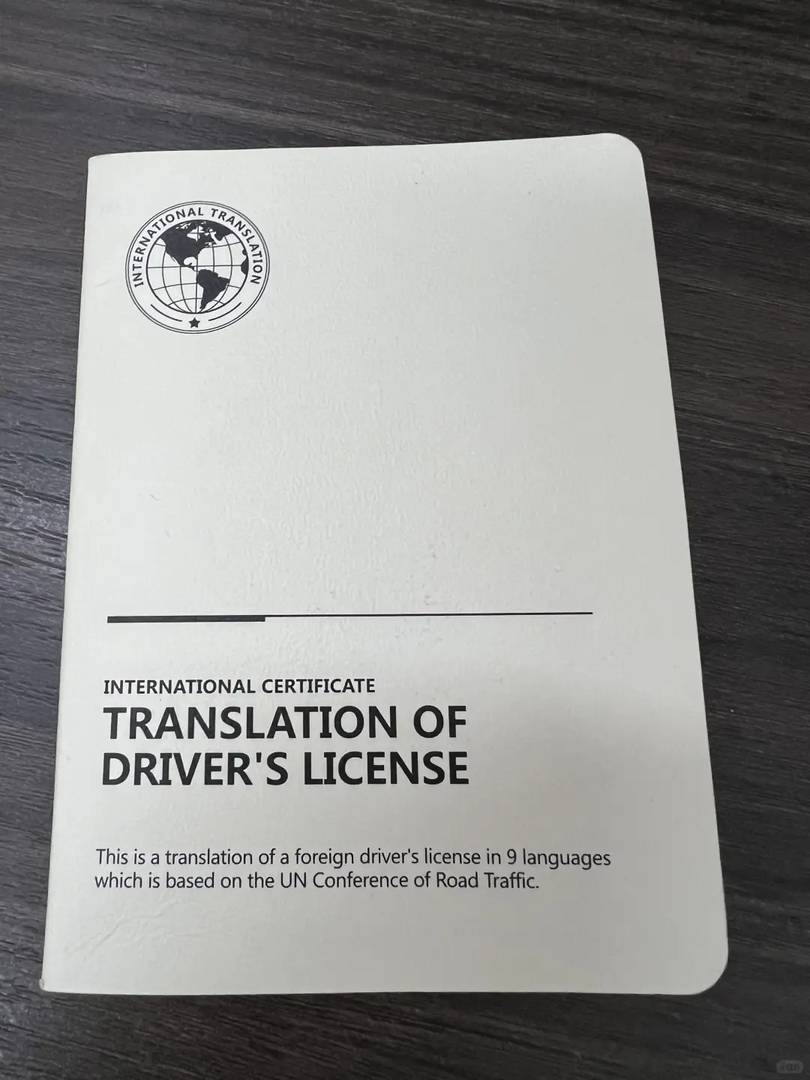 INTERNATIONAL TRANSLATION
INTERNATIONAL CERTIFICATE
TRANSLATION OF
DRIVER'S LICENSE
This is a translation of a foreign driver's license in 9 languages
which is based on the UN Conference of Road Traffic.